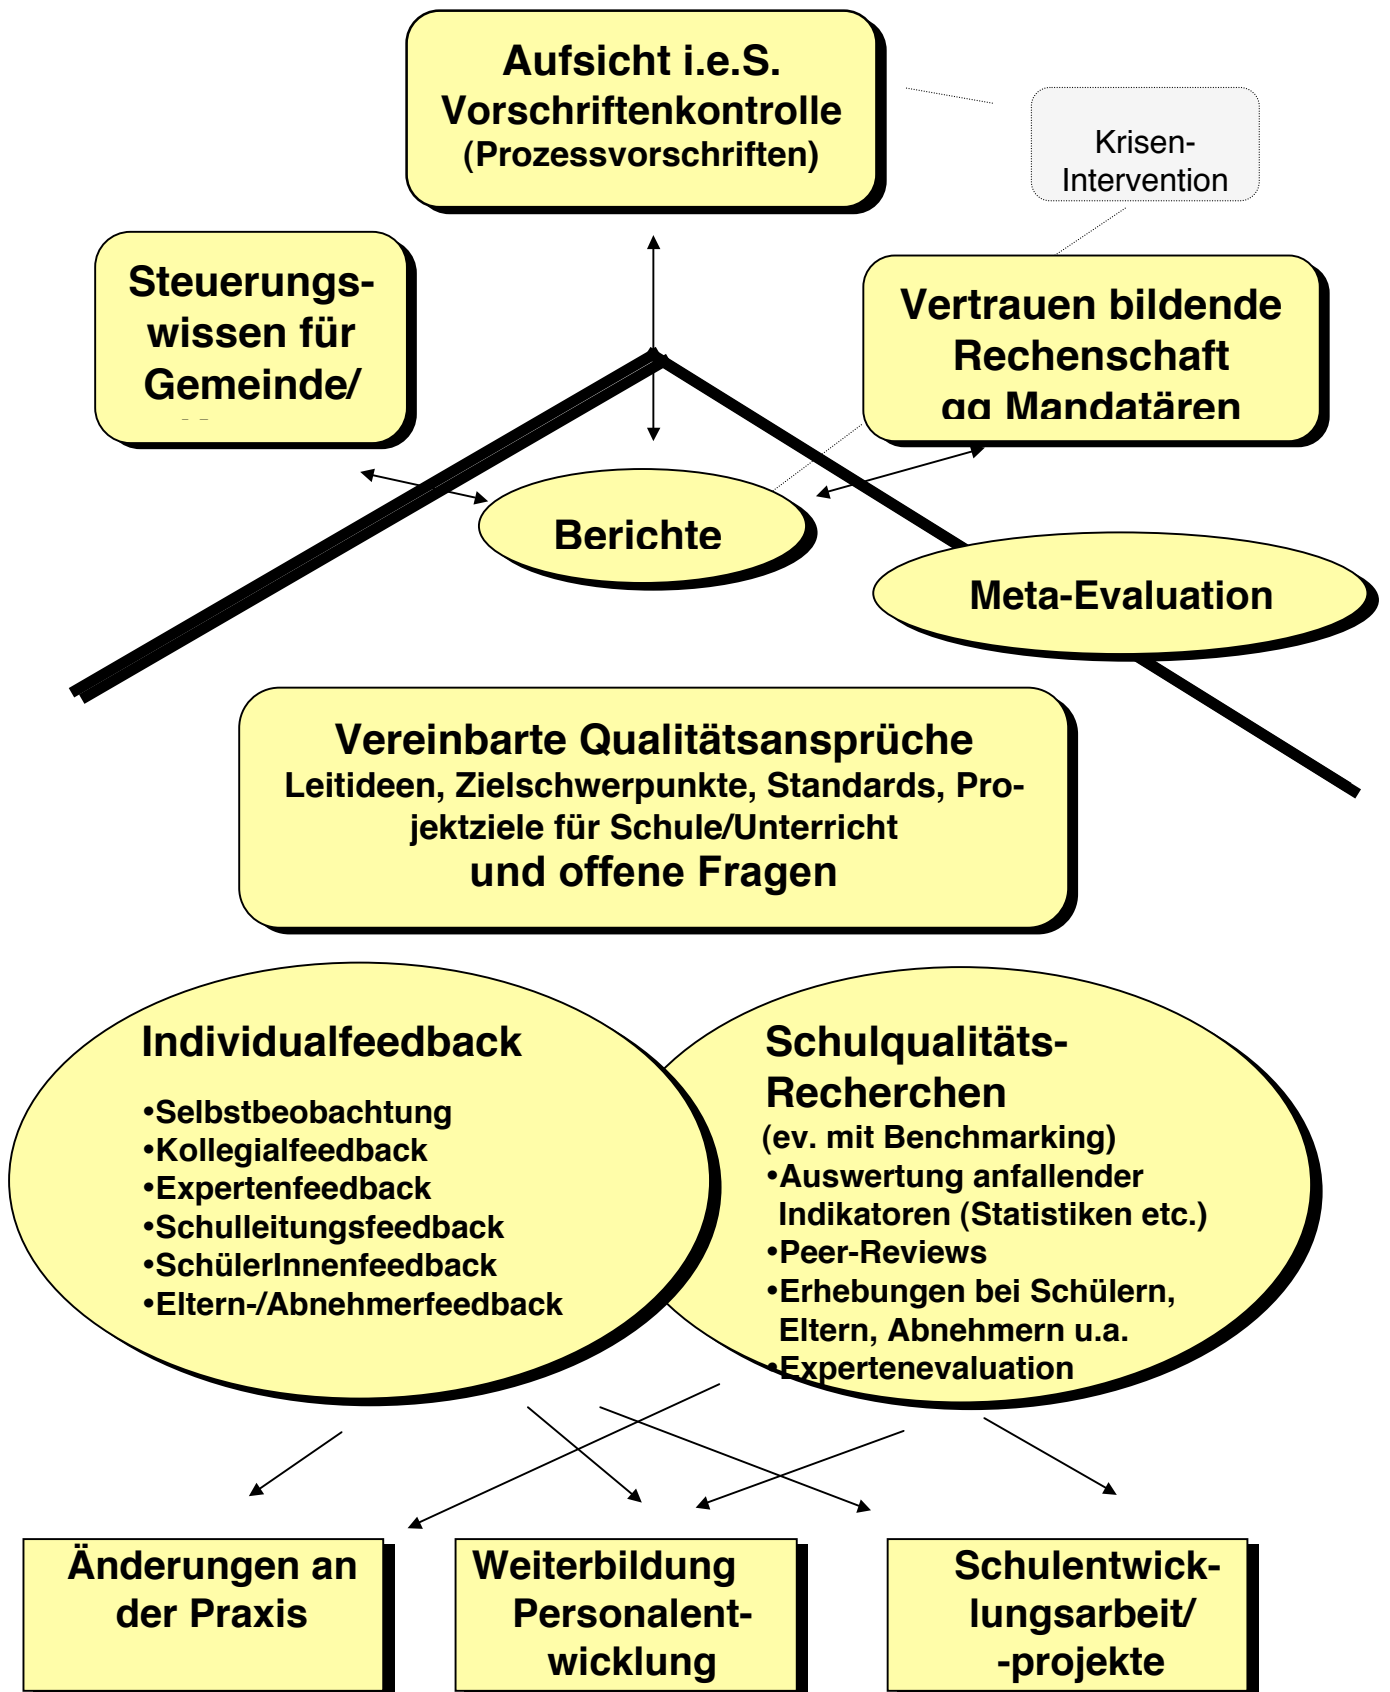 Aufsicht i.e.S.
Vorschriftenkontrolle
(Prozessvorschriften)
Krisen-
Intervention
Steuerungs-
wissen für
Gemeinde/
Vertrauen bildende
Rechenschaft
gg Mandatären
Berichte
Meta-Evaluation
Vereinbarte Qualitätsansprüche
Leitideen, Zielschwerpunkte, Standards, Pro-
jektziele für Schule/Unterricht
und offene Fragen
Individualfeedback
•Selbstbeobachtung
•Kollegialfeedback
•Expertenfeedback
•Schulleitungsfeedback
•SchülerInnenfeedback
•Eltern-/Abnehmerfeedback
Schulqualitäts-
Recherchen
(ev. mit Benchmarking)
•Auswertung anfallender
Indikatoren (Statistiken etc.)
•Peer-Reviews
•Erhebungen bei Schülern,
Eltern, Abnehmern u.a.
•Expertenevaluation
Änderungen an
der Praxis
Weiterbildung
Personalent-
wicklung
Schulentwick-
lungsarbeit/
-projekte